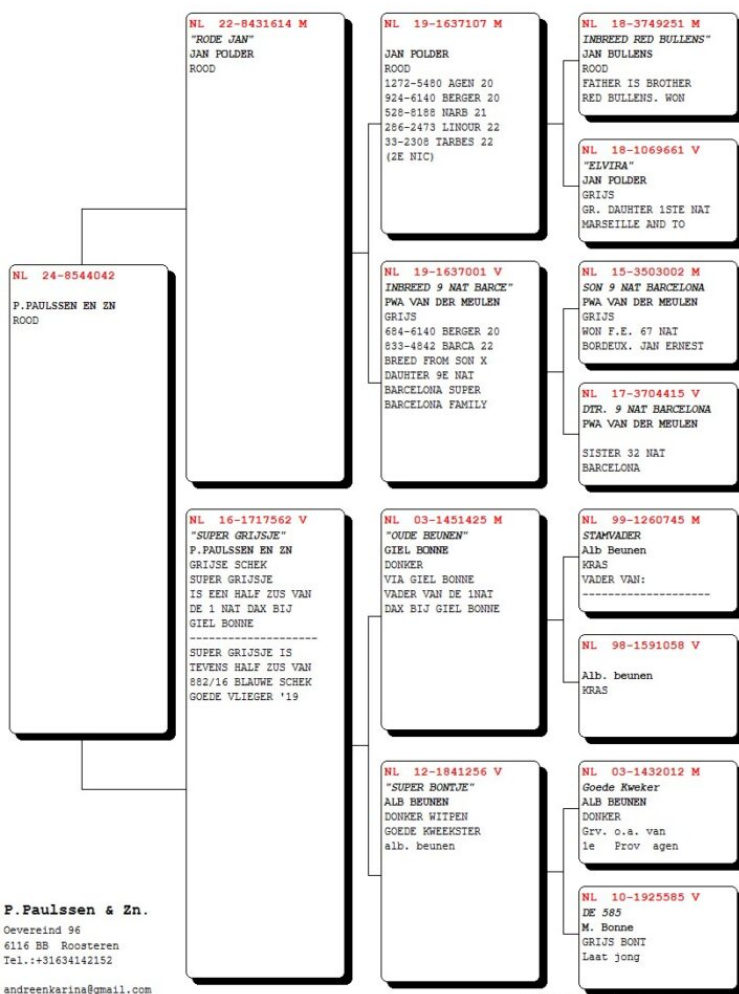 NL 24-8544042
P.PAULSSEN EN ZN
ROOD
NL 22-8431614 M
"RODE JAN"
JAN POLDER
ROOD
NL 16-1717562 V
"SUPER GRIJSJE"
P.PAULSSEN EN ZN
GRIJSE SCHEK
SUPER GRIJSJE
IS EEN HALF ZUS VAN
DE 1 NAT DAX BIJ
GIEL BONNE
--------------------
SUPER GRIJSJE IS
TEVENS HALF ZUS VAN
882/16 BLAUWE SCHEK
GOEDE VLIEGER '19
NL 19-1637107 M
JAN POLDER
ROOD
1272-5480 AGEN 20
924-6140 BERGER 20
528-8188 NARB 21
286-2473 LINOUR 22
33-2308 TARBES 22
(2E NIC)
NL 19-1637001 V
INBREED 9 NAT BARCE"
PWA VAN DER MEULEN
GRIJS
684-6140 BERGER 20
833-4842 BARCA 22
BREED FROM SON X
DAUHTER 9E NAT
BARCELONA SUPER
BARCELONA FAMILY
NL 03-1451425 M
"OUDE BEUNEN"
GIEL BONNE
DONKER
VIA GIEL BONNE
VADER VAN DE 1NAT
DAX BIJ GIEL BONNE
NL 12-1841256 V
"SUPER BONTJE"
ALB BEUNEN
DONKER WITPEN
GOEDE KWEEKSTER
alb. beunen
NL 18-3749251 M
INBREED RED BULLENS"
JAN BULLENS
ROOD
FATHER IS BROTHER
RED BULLENS. WON
NL 18-1069661 V
"ELVIRA"
JAN POLDER
GRIJS
GR. DAUHTER 1STE NAT
MARSEILLE AND TO
NL 15-3503002 M
SON 9 NAT BARCELONA
PWA VAN DER MEULEN
GRIJS
WON F.E. 67 NAT
BORDEUX. JAN ERNEST
NL 17-3704415 V
DTR. 9 NAT BARCELONA
PWA VAN DER MEULEN
SISTER 32 NAT
BARCELONA
NL 99-1260745 M
STAMVADER
Alb Beunen
KRAS
VADER VAN:
--------------------
NL 98-1591058 V
Alb. beunen
KRAS
NL 03-1432012 M
Goede Kweker
ALB BEUNEN
DONKER
Grv. o.a. van
1e Prov agen
NL 10-1925585 V
DE 585
M. Bonne
GRIJS BONT
Laat jong
P.Paulssen & Zn.
Oevereind 96
6116 BB Roosteren
Tel.:+31634142152
andreenkarina@gmail.com